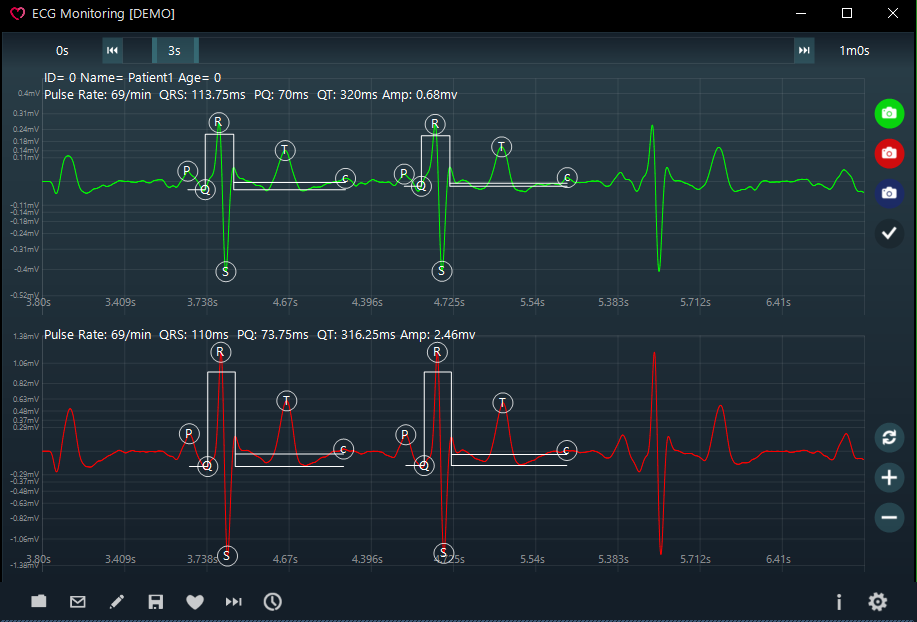 ECG Monitoring [DEMO]
0s 3s 1m0s
ID= 0 Name= Patient1 Age= 0
Pulse Rate: 69/min QRS: 113.75ms PQ: 70ms QT: 320ms Amp: 0.68mv
0.4mV
0.31mV
0.24mV
0.18mV
0.14mV
0.11mV
R R
T T
P P
Q C Q C
-0.11mV
-0.14mV
-0.18mV
-0.24mV
-0.31mV
-0.4mV
S S
-0.52mV
3.80s 3.409s 3.738s 4.67s 4.396s 4.725s 5.54s 5.383s 5.712s 6.41s
Pulse Rate: 69/min QRS: 110ms PQ: 73.75ms QT: 316.25ms Amp: 2.46mv
1.38mV
R R
1.06mV
0.82mV
0.63mV
T T
0.48mV
0.37mV
0.29mV
P P
C C
Q Q
-0.29mV
-0.37mV
-0.48mV
-0.63mV
-0.82mV
-1.06mV
S S
-1.38mV
3.80s 3.409s 3.738s 4.67s 4.396s 4.725s 5.54s 5.383s 5.712s 6.41s